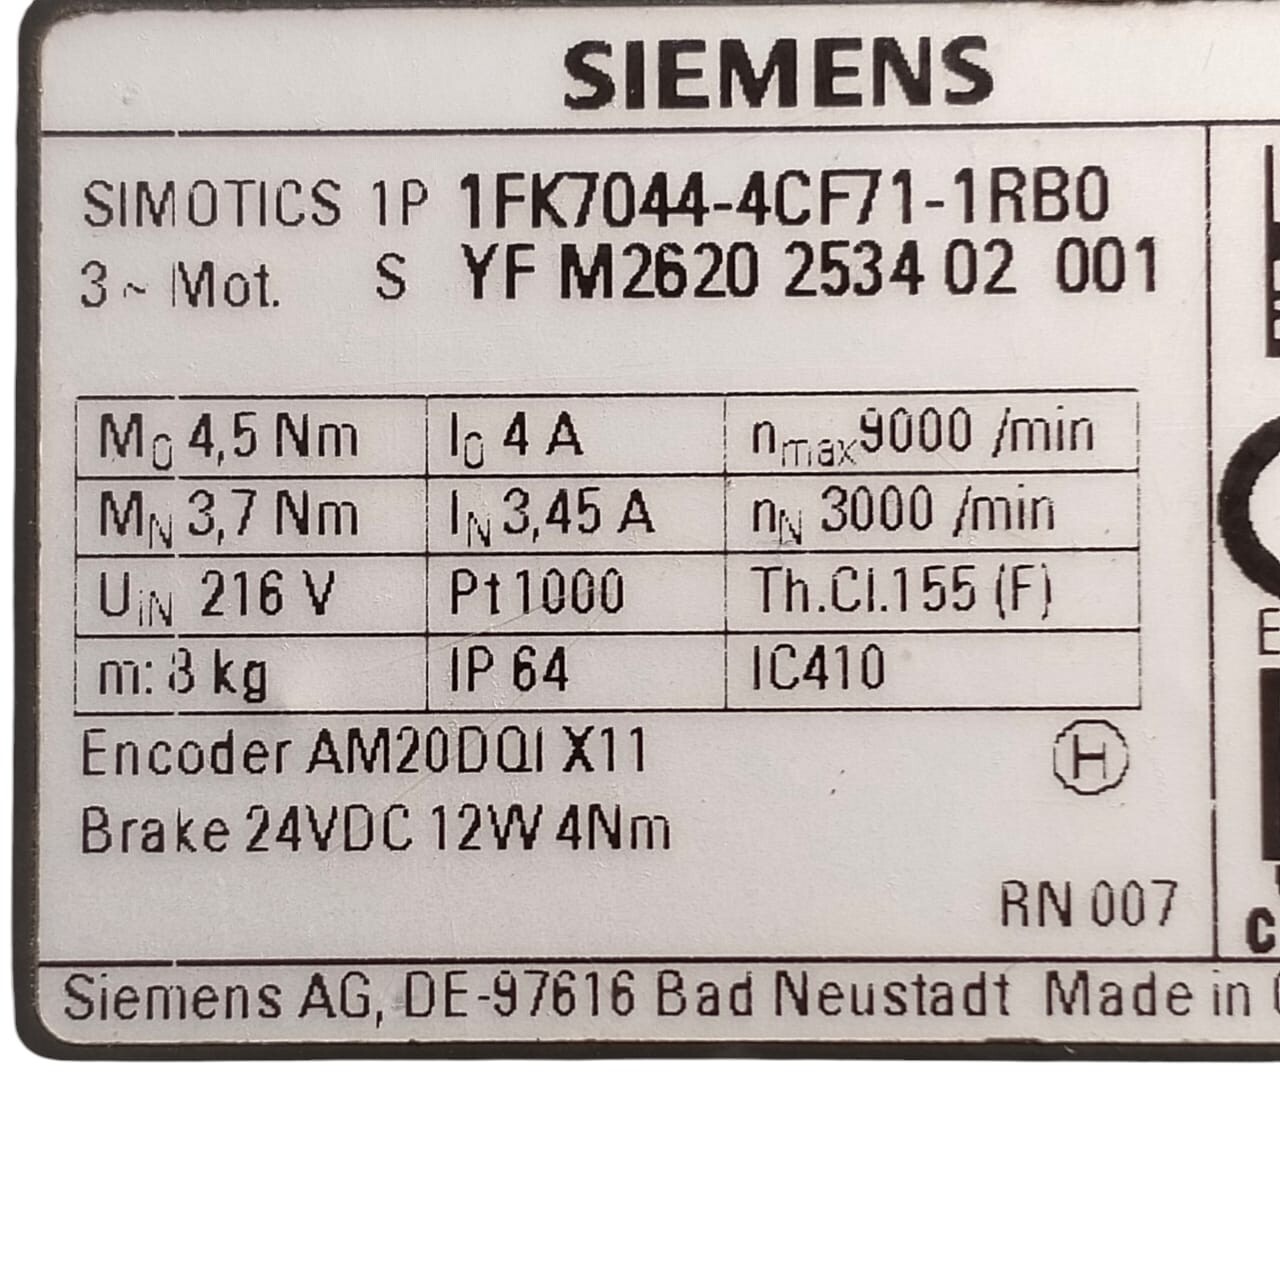 SIEMENS
SIMOTICS 1P 1FK7044-4CF71-1RB0
3 ~ Mot. S YF M2620 2534 02 001
M0 4,5 Nm I0 4 A nmax 9000 /min
MN 3,7 Nm IN 3,45 A nN 3000 /min
UiN 216 V Pt1000 Th.Cl.155 (F)
m: 8 kg IP 64 IC410
Encoder AM20DQI X11 H
Brake 24VDC 12W 4Nm
RN 007
Siemens AG, DE-97616 Bad Neustadt Made in